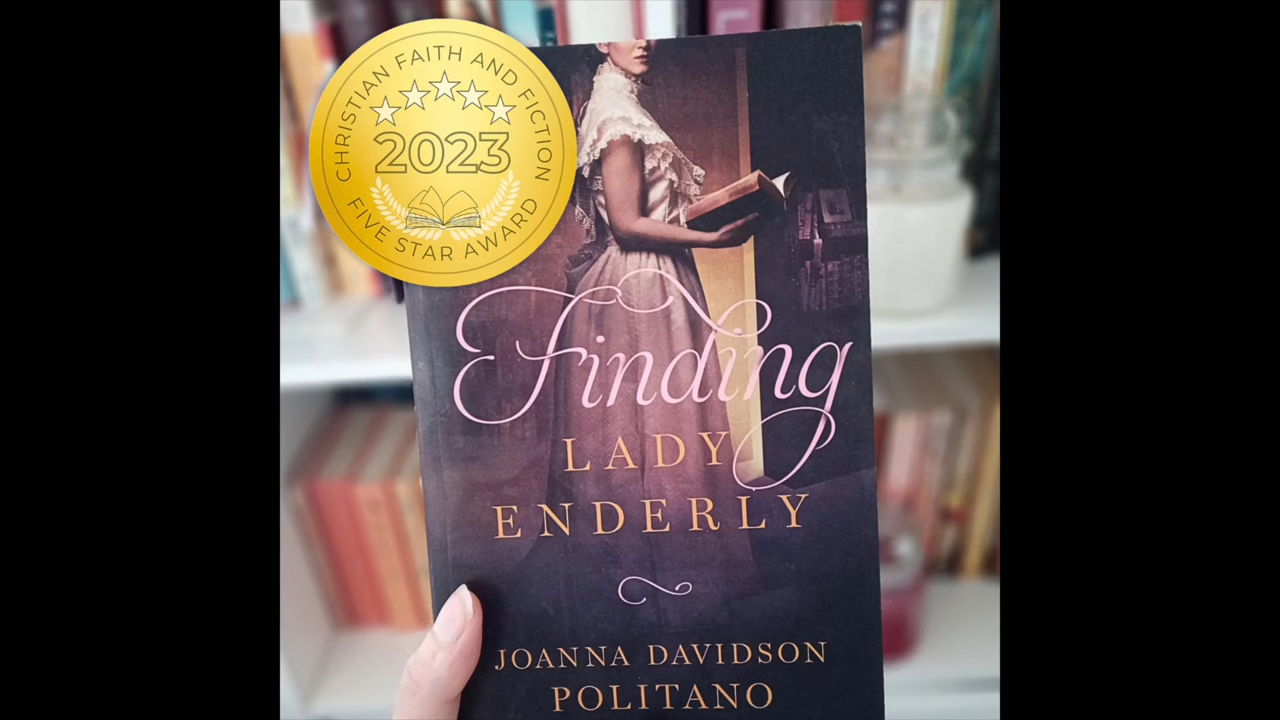 CHRISTIAN FAITH AND FICTION
2023
FIVE STAR AWARD
Finding
LADY
ENDERLY
JOANNA DAVIDSON
POLITANO